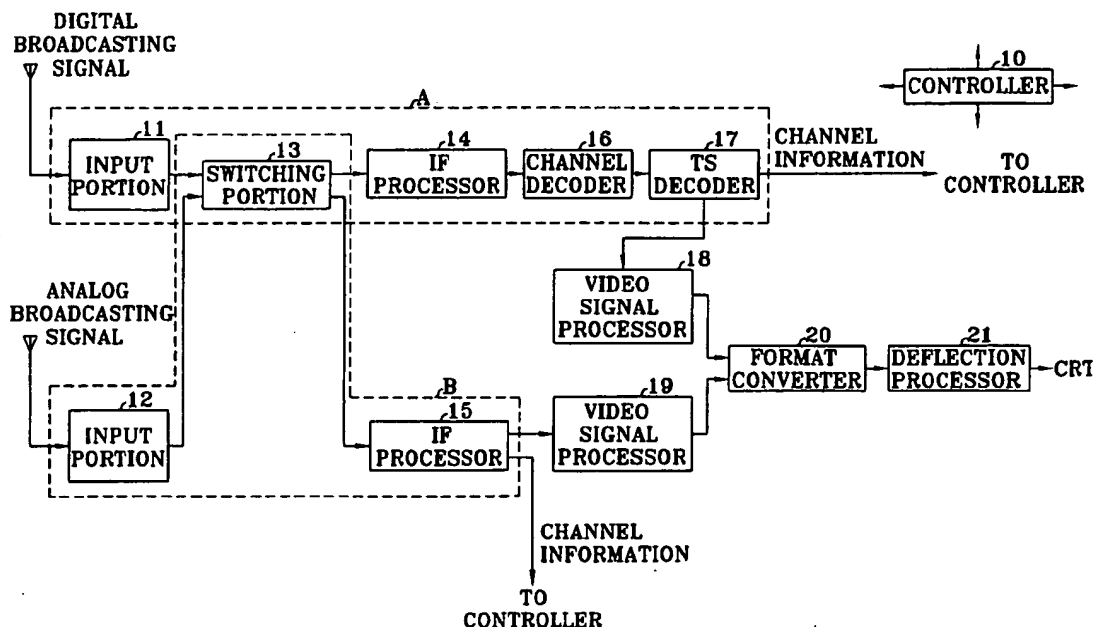 DIGITAL
BROADCASTING
SIGNAL
A
10
CONTROLLER
11
INPUT
PORTION
13
SWITCHING
PORTION
14
IF
PROCESSOR
16
CHANNEL
DECODER
17
TS
DECODER
CHANNEL
INFORMATION
TO
CONTROLLER
18
VIDEO
SIGNAL
PROCESSOR
ANALOG
BROADCASTING
SIGNAL
20
FORMAT
CONVERTER
21
DEFLECTION
PROCESSOR
CRT
B
12
INPUT
PORTION
15
IF
PROCESSOR
19
VIDEO
SIGNAL
PROCESSOR
CHANNEL
INFORMATION
TO
CONTROLLER